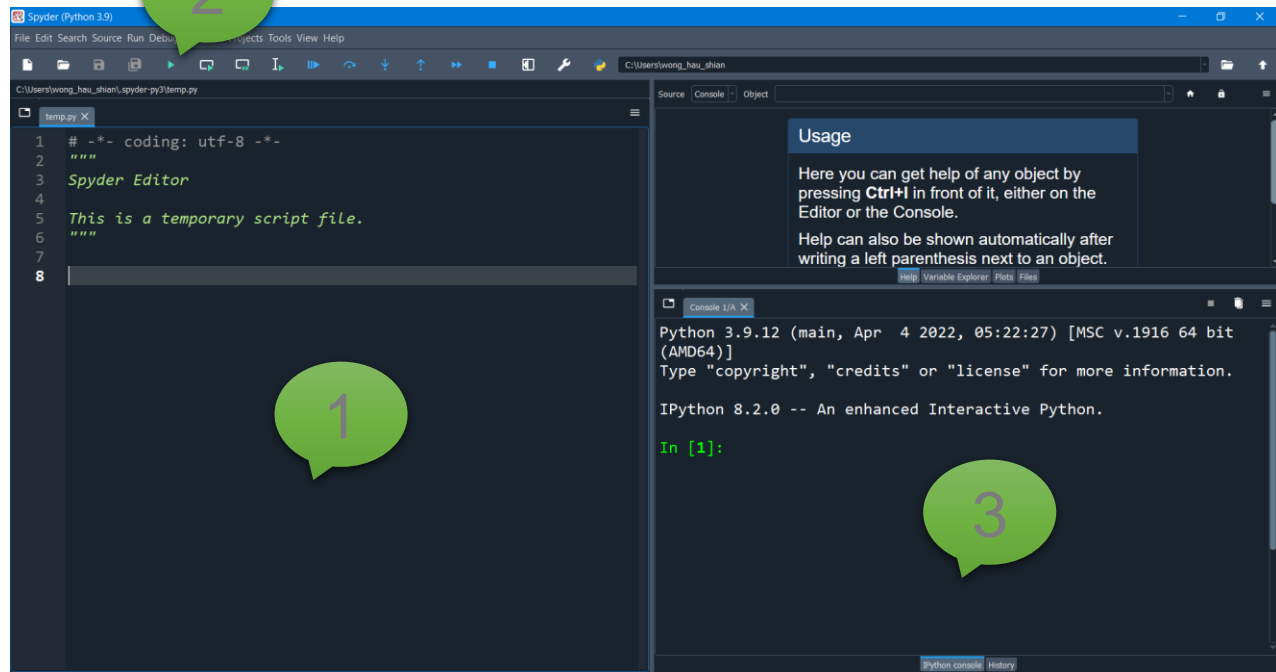 2
Spyder (Python 3.9)
File Edit Search Source Run Tools View Help
C:\Users\wong_hau_shian
C:\Users\wong_hau_shian\.spyder-py3\temp.py
temp.py
1 # -*- coding: utf-8 -*-
2 """
3 Spyder Editor
4
5 This is a temporary script file.
6 """
7
8
1
Source Console Object
Usage
Here you can get help of any object by
pressing Ctrl+I in front of it, either on the
Editor or the Console.
Help can also be shown automatically after
writing a left parenthesis next to an object.
Help Variable Explorer Plots Files
Console 1/A
Python 3.9.12 (main, Apr 4 2022, 05:22:27) [MSC v.1916 64 bit
(AMD64)]
Type "copyright", "credits" or "license" for more information.
IPython 8.2.0 -- An enhanced Interactive Python.
In [1]:
3
IPython console History